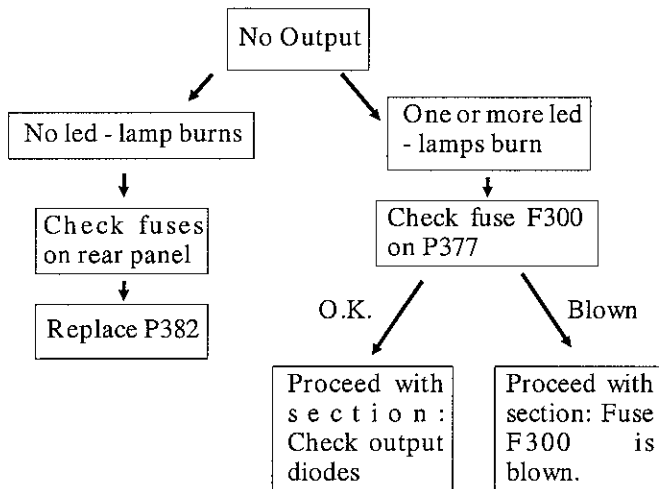 No Output
No led - lamp burns
One or more led
- lamps burn
Check fuses
on rear panel
Check fuse F300
on P377
Replace P382
O.K.
Blown
Proceed with
section:
Check output
diodes
Proceed with
section: Fuse
F300 is
blown.